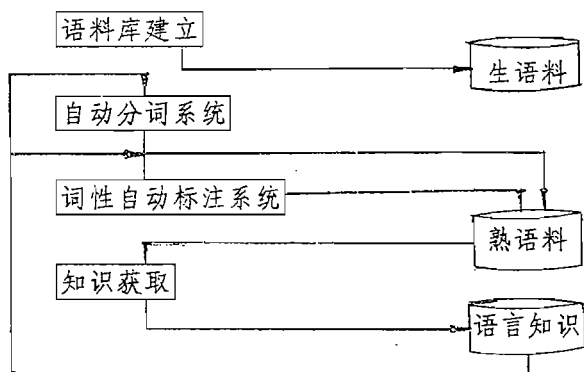 语料库建立
生语料
自动分词系统
词性自动标注系统
熟语料
知识获取
语言知识